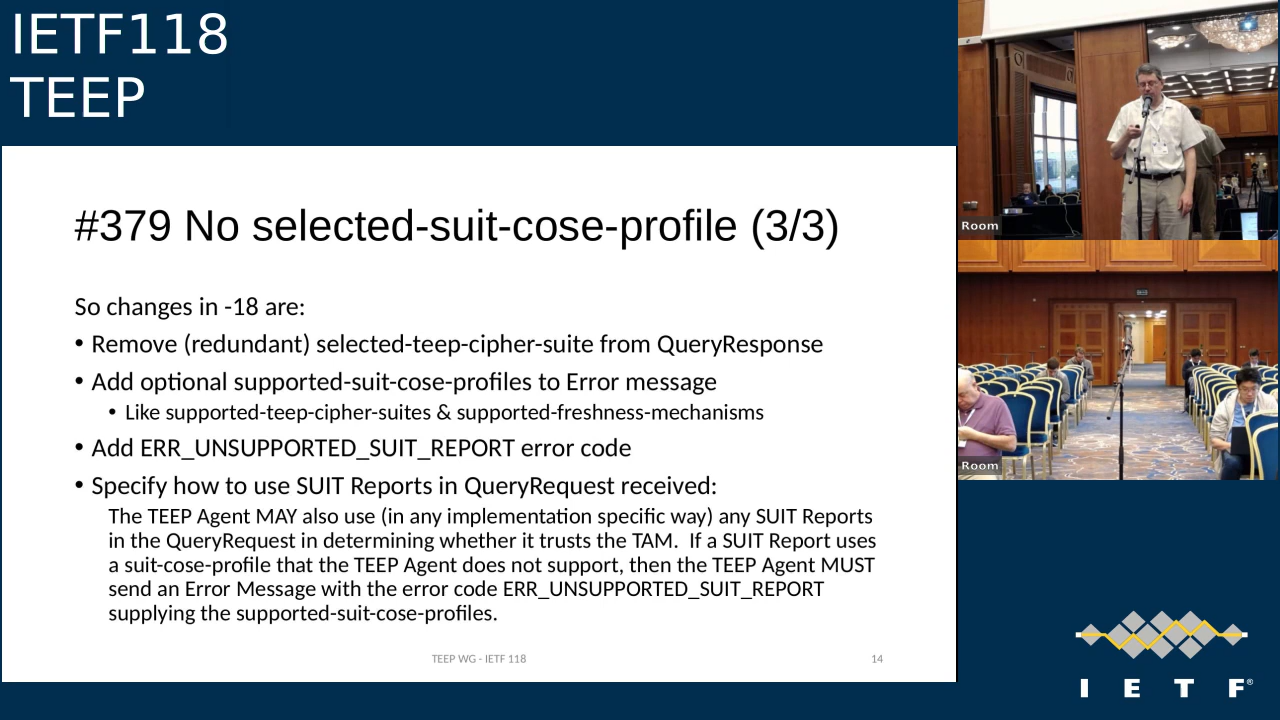 IETF118
TEEP
#379 No selected-suit-cose-profile (3/3)
So changes in -18 are:
• Remove (redundant) selected-teep-cipher-suite from QueryResponse
• Add optional supported-suit-cose-profiles to Error message
• Like supported-teep-cipher-suites & supported-freshness-mechanisms
• Add ERR_UNSUPPORTED_SUIT_REPORT error code
• Specify how to use SUIT Reports in QueryRequest received:
The TEEP Agent MAY also use (in any implementation specific way) any SUIT Reports
in the QueryRequest in determining whether it trusts the TAM.  If a SUIT Report uses
a suit-cose-profile that the TEEP Agent does not support, then the TEEP Agent MUST
send an Error Message with the error code ERR_UNSUPPORTED_SUIT_REPORT
supplying the supported-suit-cose-profiles.
TEEP WG - IETF 118
14
Room
Room
I E T F®